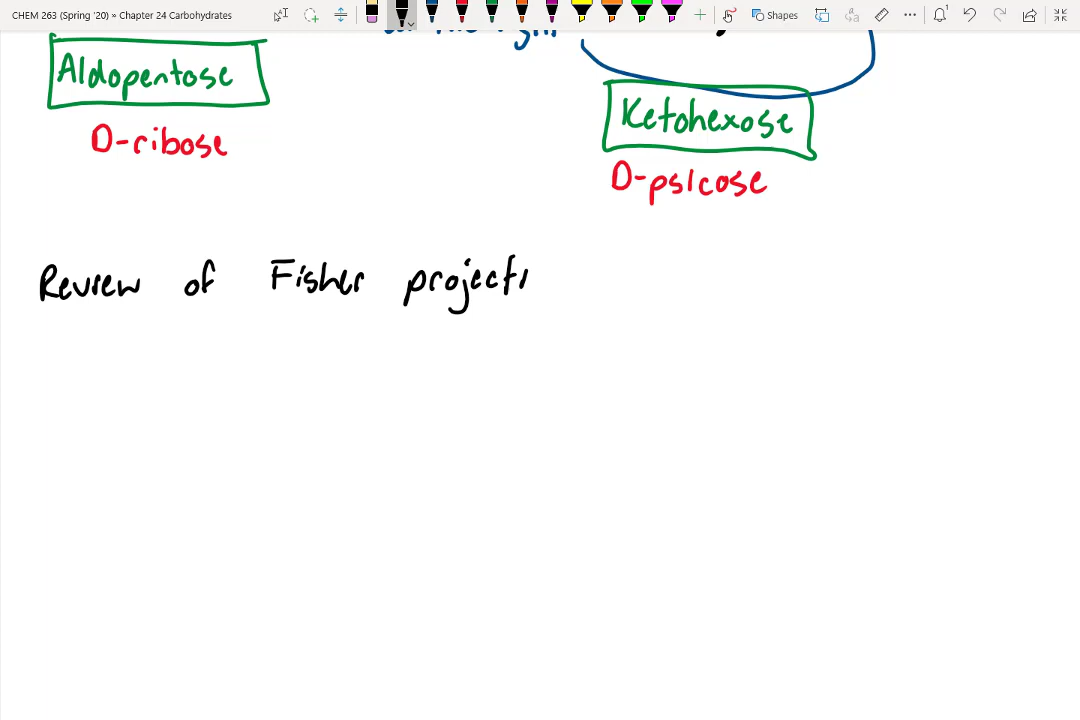 CHEM 263 (Spring '20) » Chapter 24 Carbohydrates
Shapes
Aldopentose
D-ribose
Ketohexose
D-psicose
Review of Fisher projecti